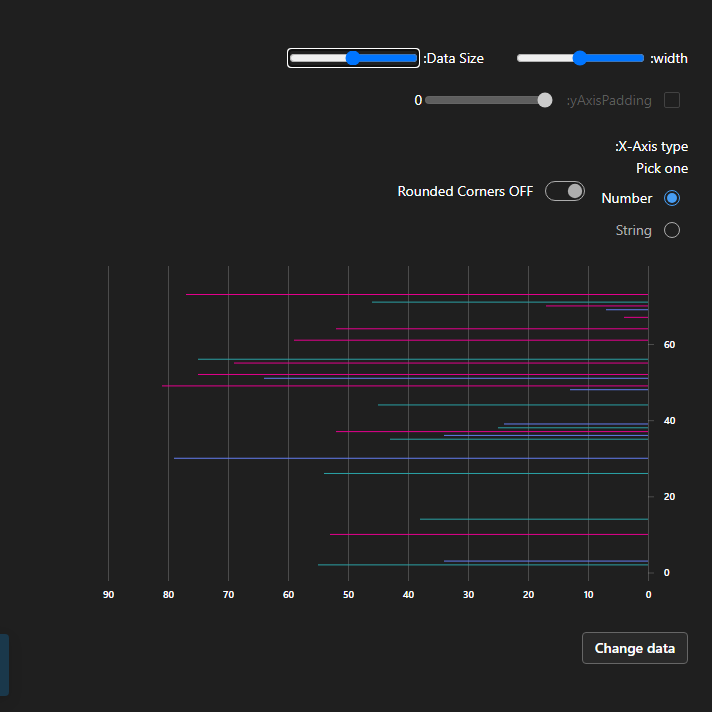 :Data Size
:width
0
:yAxisPadding
:X-Axis type
Pick one
Rounded Corners OFF
Number
String
60
40
20
0
90 80 70 60 50 40 30 20 10 0
Change data